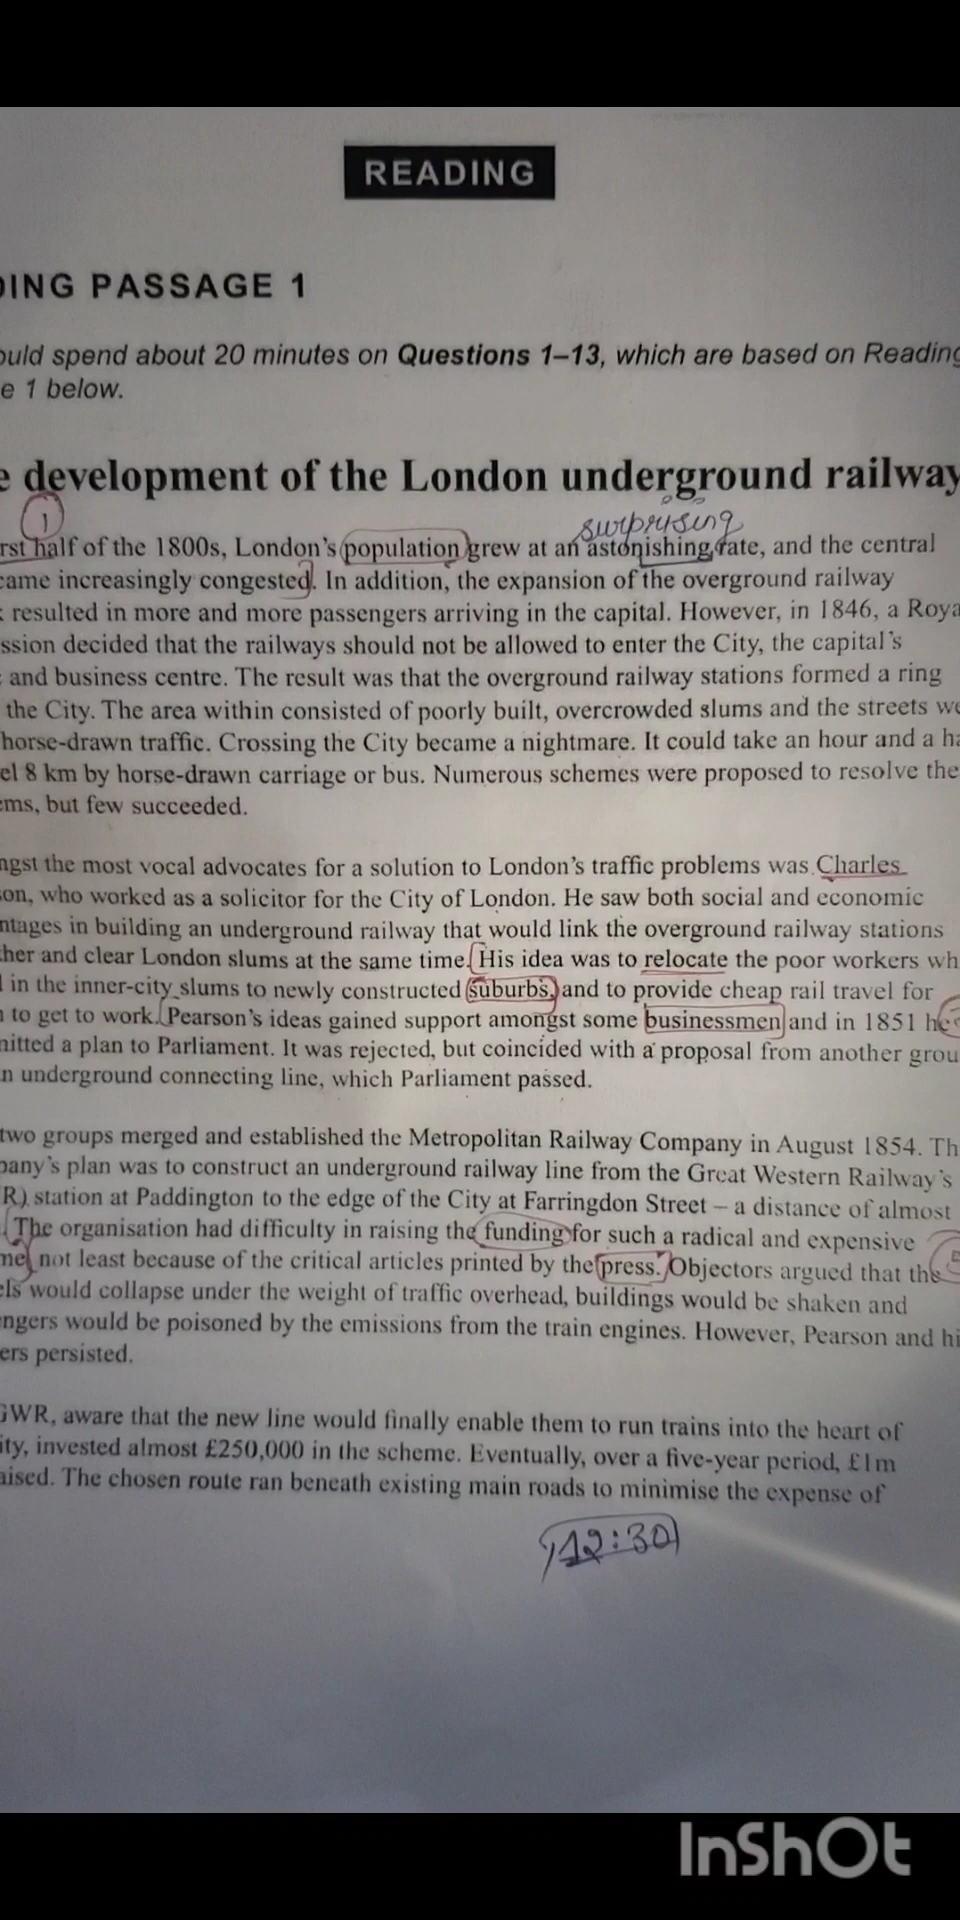 READING
DING PASSAGE 1
ould spend about 20 minutes on Questions 1–13, which are based on Reading
e 1 below.
e development of the London underground railway
1
surprising
rst half of the 1800s, London's population grew at an astonishing rate, and the central
came increasingly congested. In addition, the expansion of the overground railway
resulted in more and more passengers arriving in the capital. However, in 1846, a Roya
ssion decided that the railways should not be allowed to enter the City, the capital's
and business centre. The result was that the overground railway stations formed a ring
the City. The area within consisted of poorly built, overcrowded slums and the streets we
horse-drawn traffic. Crossing the City became a nightmare. It could take an hour and a ha
el 8 km by horse-drawn carriage or bus. Numerous schemes were proposed to resolve the
ems, but few succeeded.
ngst the most vocal advocates for a solution to London's traffic problems was Charles
on, who worked as a solicitor for the City of London. He saw both social and economic
ntages in building an underground railway that would link the overground railway stations
ther and clear London slums at the same time. His idea was to relocate the poor workers wh
l in the inner-city slums to newly constructed suburbs, and to provide cheap rail travel for
n to get to work. Pearson's ideas gained support amongst some businessmen and in 1851 he
nitted a plan to Parliament. It was rejected, but coincided with a proposal from another grou
n underground connecting line, which Parliament passed.
two groups merged and established the Metropolitan Railway Company in August 1854. Th
pany's plan was to construct an underground railway line from the Great Western Railway's
R) station at Paddington to the edge of the City at Farringdon Street – a distance of almost
The organisation had difficulty in raising the funding for such a radical and expensive
me, not least because of the critical articles printed by the press. Objectors argued that the
els would collapse under the weight of traffic overhead, buildings would be shaken and
engers would be poisoned by the emissions from the train engines. However, Pearson and hi
ers persisted.
GWR, aware that the new line would finally enable them to run trains into the heart of
ity, invested almost £250,000 in the scheme. Eventually, over a five-year period, £1m
aised. The chosen route ran beneath existing main roads to minimise the expense of
12:30
InShOt